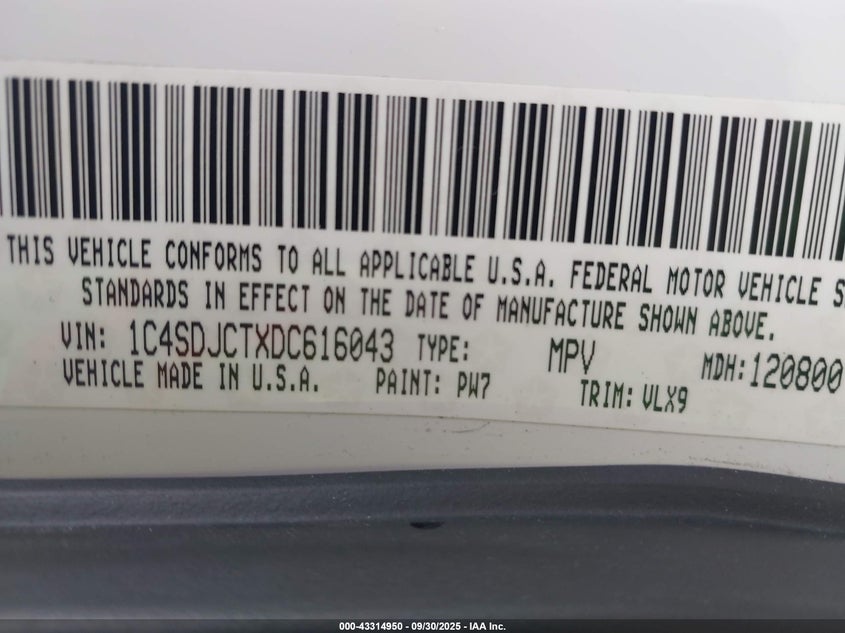 THIS VEHICLE CONFORMS TO ALL APPLICABLE U.S.A. FEDERAL MOTOR VEHICLE S
STANDARDS IN EFFECT ON THE DATE OF MANUFACTURE SHOWN ABOVE.
VIN: 1C4SDJCTXDC616043 TYPE: MPV MDH:120800
VEHICLE MADE IN U.S.A. PAINT: PW7 TRIM: VLX9
000-43314950 - 09/30/2025 - IAA Inc.